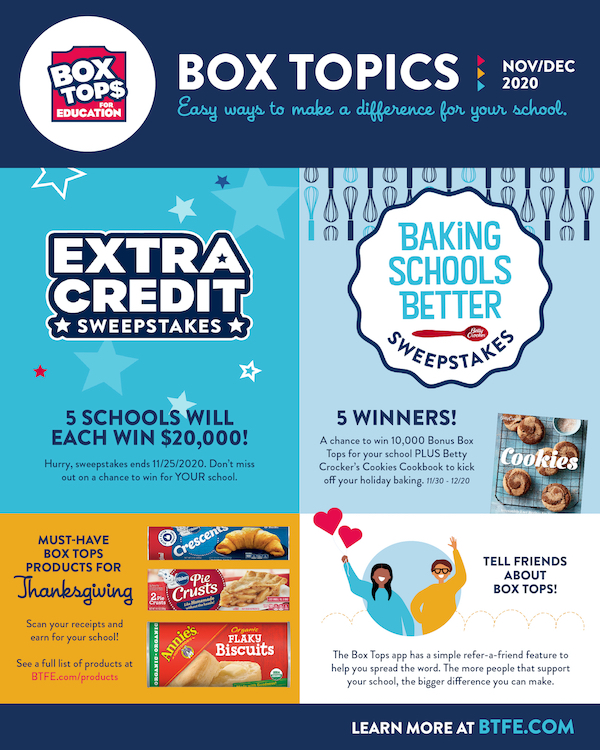 BOX
TOP$
FOR
EDUCATION
BOX TOPICS
NOV/DEC
2020
Easy ways to make a difference for your school.
EXTRA
CREDIT
SWEEPSTAKES
5 SCHOOLS WILL
EACH WIN $20,000!
Hurry, sweepstakes ends 11/25/2020. Don't miss
out on a chance to win for YOUR school.
BAKiNG
SCHOOLS
BETTER
Betty
Crocker
SWEEPSTAKES
5 WINNERS!
A chance to win 10,000 Bonus Box
Tops for your school PLUS Betty
Crocker's Cookies Cookbook to kick
off your holiday baking. 11/30 - 12/20
Cookies
MUST-HAVE
BOX TOPS
PRODUCTS FOR
Thanksgiving
Scan your receipts and
earn for your school!
See a full list of products at
BTFE.com/products
Crescents
Pillsbury
Pie
Crusts
2 Pie
Crusts
ORGANIC
Annie's
Organic
FLAKY
Biscuits
TELL FRIENDS
ABOUT
BOX TOPS!
The Box Tops app has a simple refer-a-friend feature to
help you spread the word. The more people that support
your school, the bigger difference you can make.
LEARN MORE AT BTFE.COM